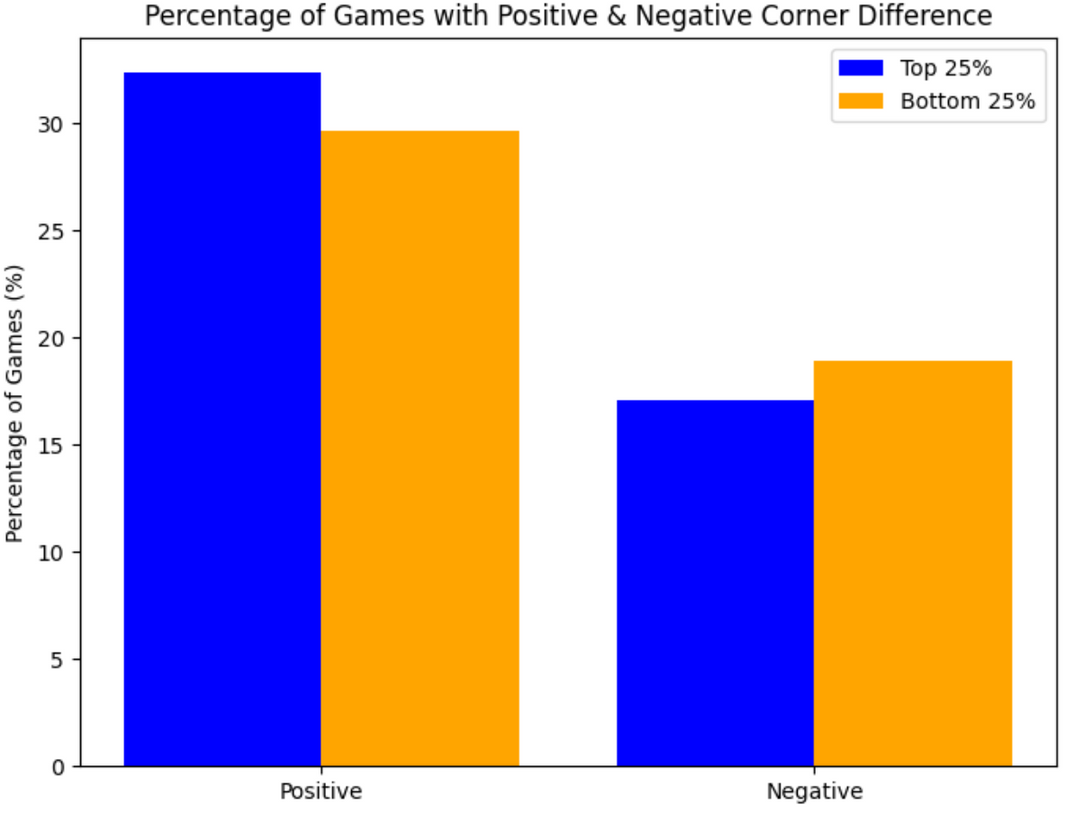 Percentage of Games with Positive & Negative Corner Difference
Top 25%
Bottom 25%
Percentage of Games (%)
30
25
20
15
10
5
0
Positive
Negative